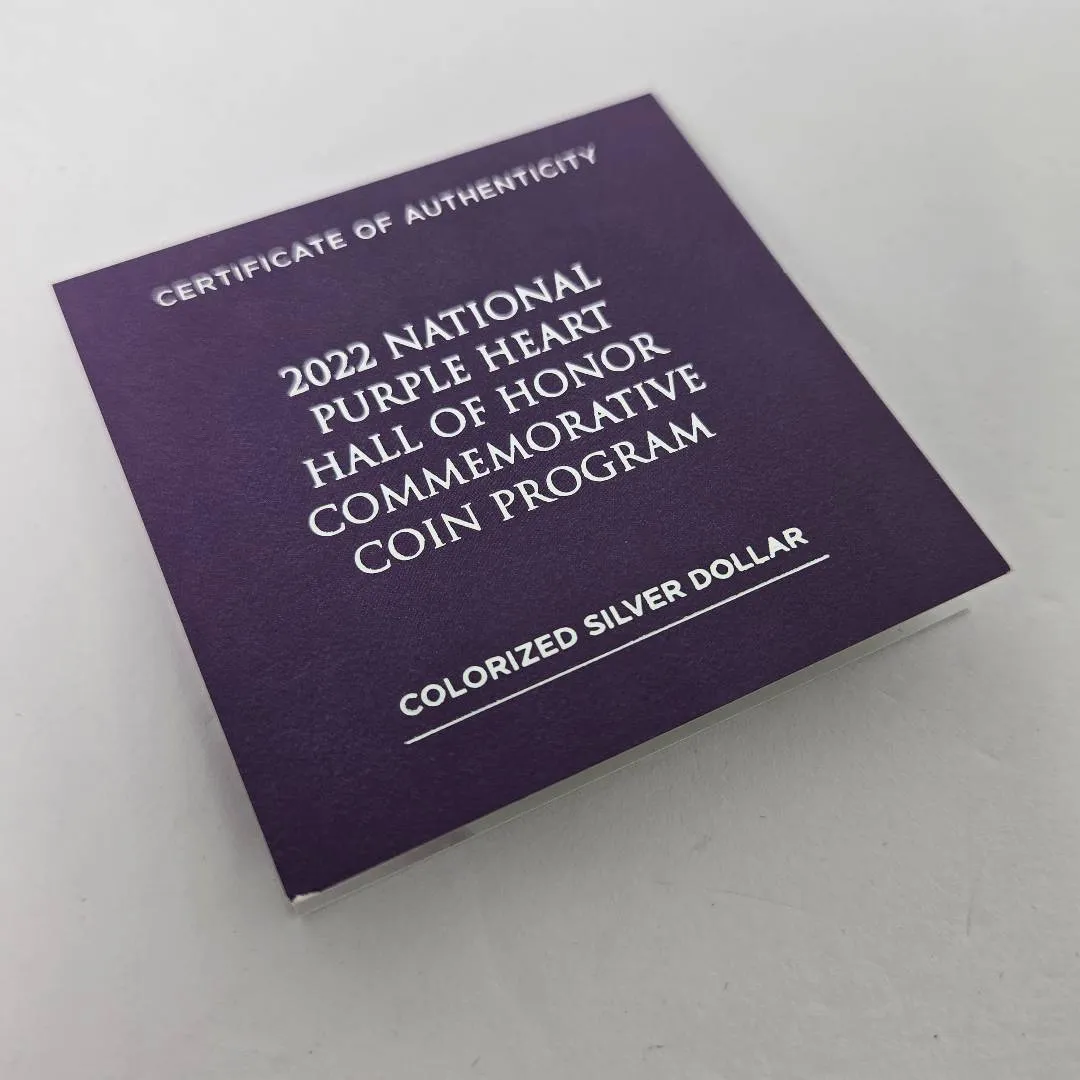 CERTIFICATE OF AUTHENTICITY
2022 NATIONAL
PURPLE HEART
HALL OF HONOR
COMMEMORATIVE
COIN PROGRAM
COLORIZED SILVER DOLLAR